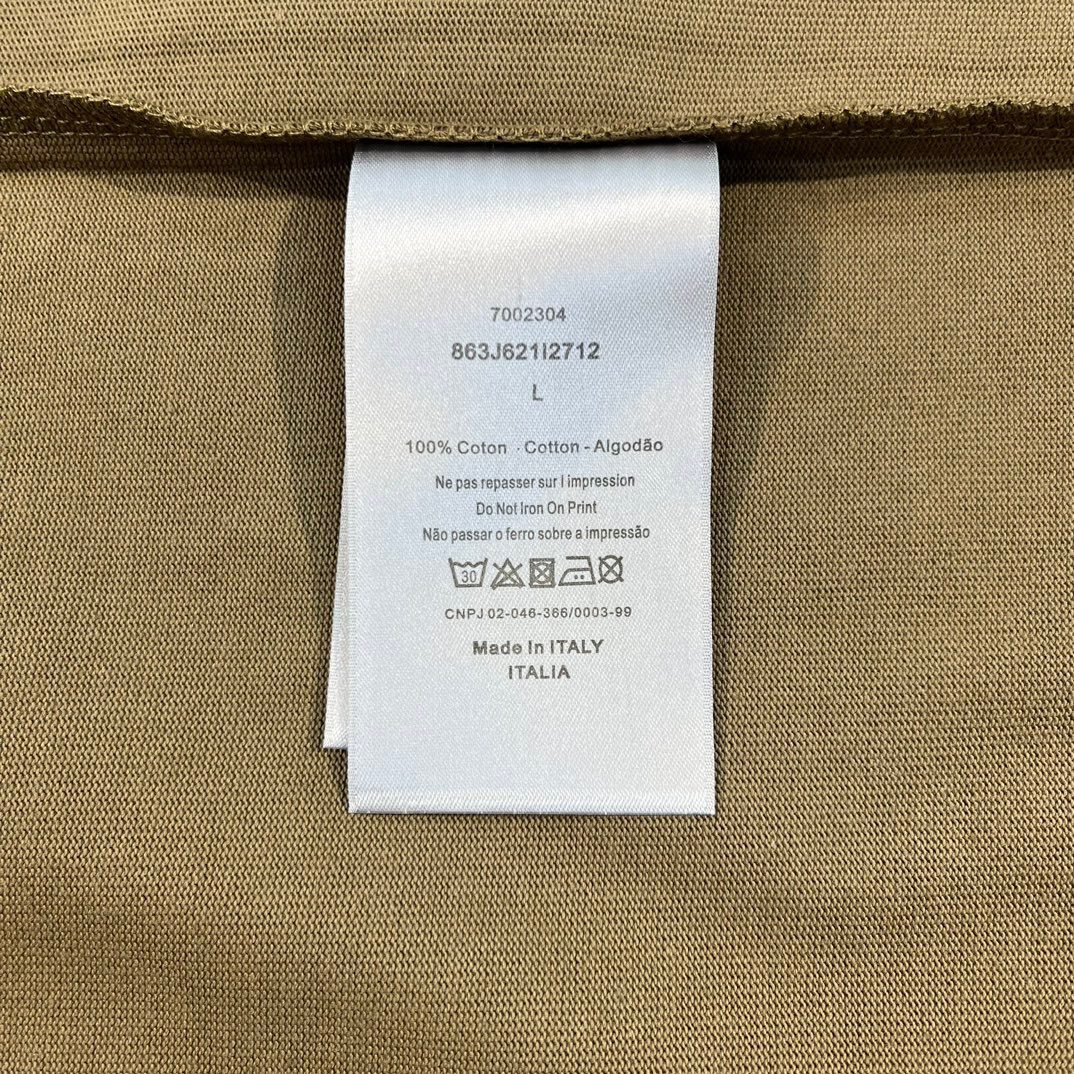 7002304
863J621I2712
L
100% Coton · Cotton - Algodão
Ne pas repasser sur l impression
Do Not Iron On Print
Não passar o ferro sobre a impressão
30
CNPJ 02-046-366/0003-99
Made In ITALY
ITALIA